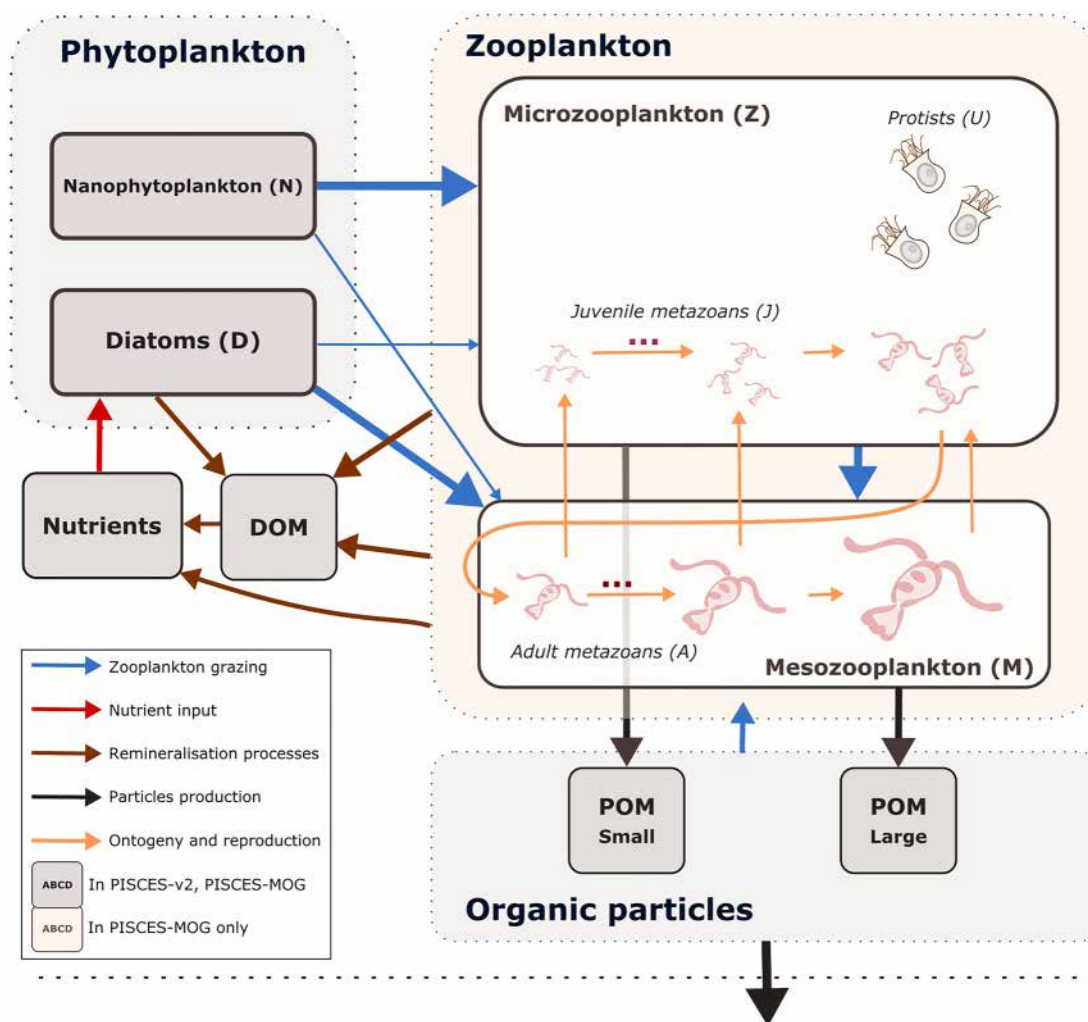 Phytoplankton
Zooplankton
Microzooplankton (Z)
Protists (U)
Nanophytoplankton (N)
Diatoms (D)
Juvenile metazoans (J)
...
Nutrients
DOM
...
Adult metazoans (A)
Mesozooplankton (M)
Zooplankton grazing
Nutrient input
Remineralisation processes
Particles production
Ontogeny and reproduction
ABCD In PISCES-v2, PISCES-MOG
ABCD In PISCES-MOG only
POM
Small
POM
Large
Organic particles